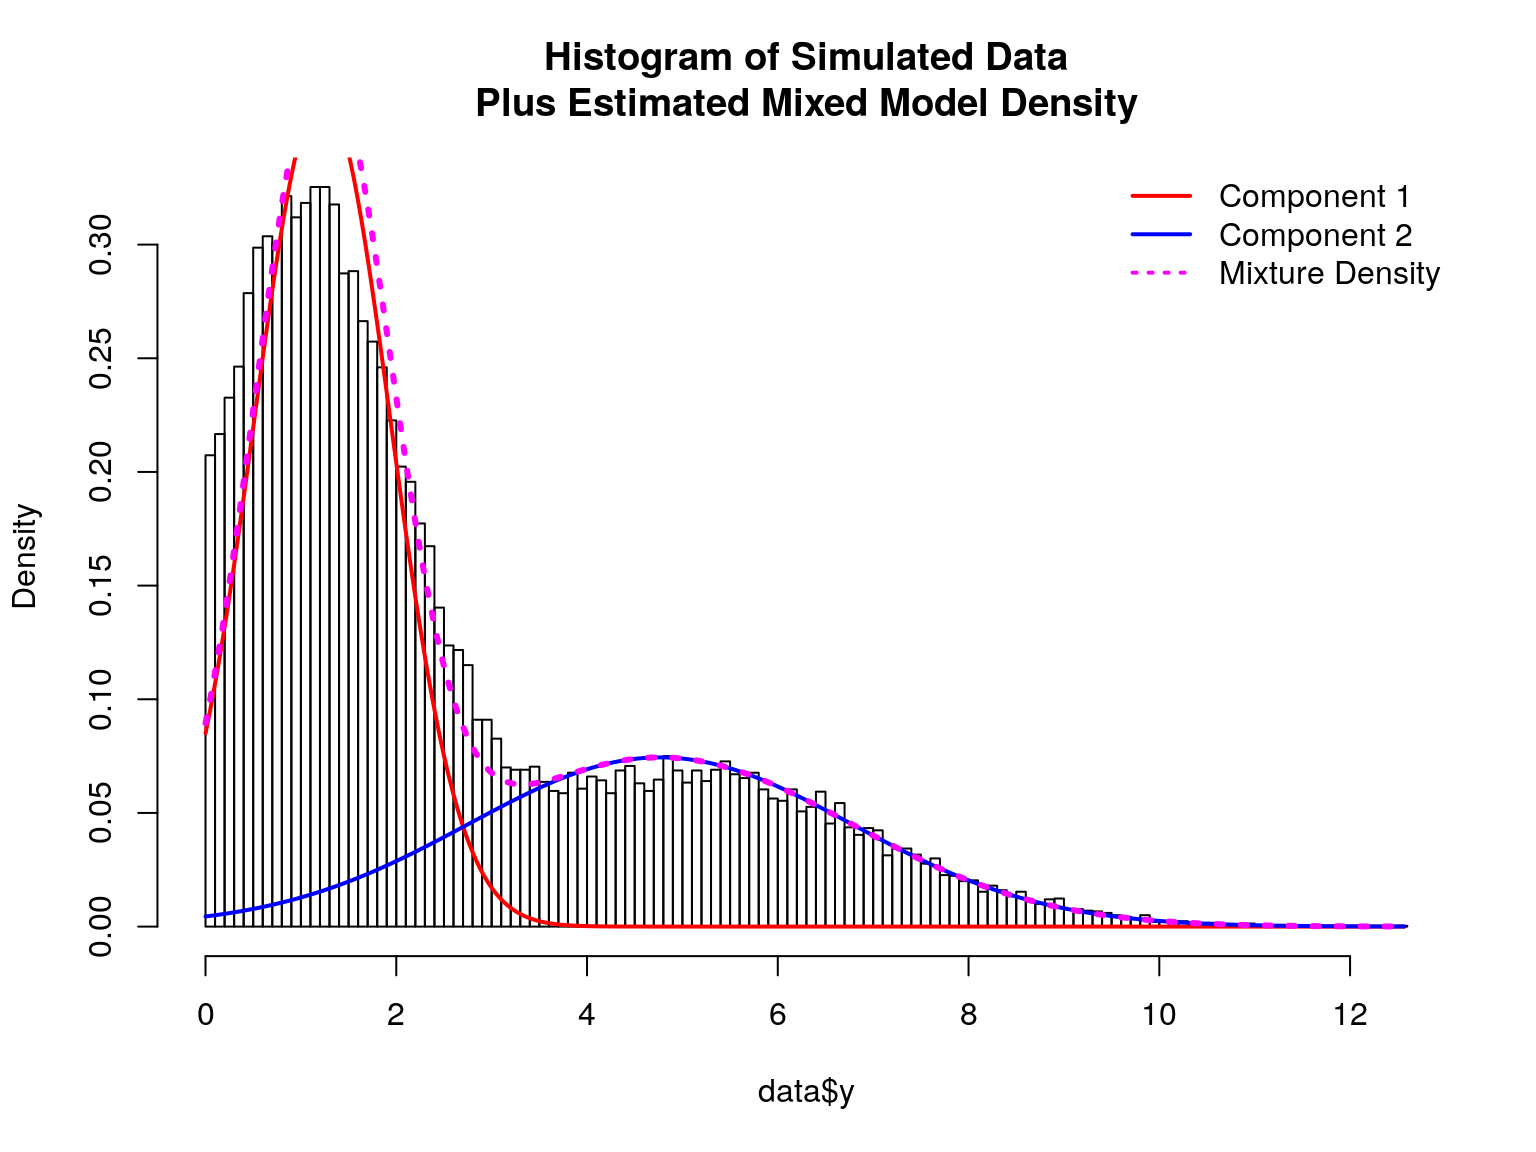 Histogram of Simulated Data
Plus Estimated Mixed Model Density
Component 1
Component 2
Mixture Density
Density
0.30
0.25
0.20
0.15
0.10
0.05
0.00
0 2 4 6 8 10 12
data$y